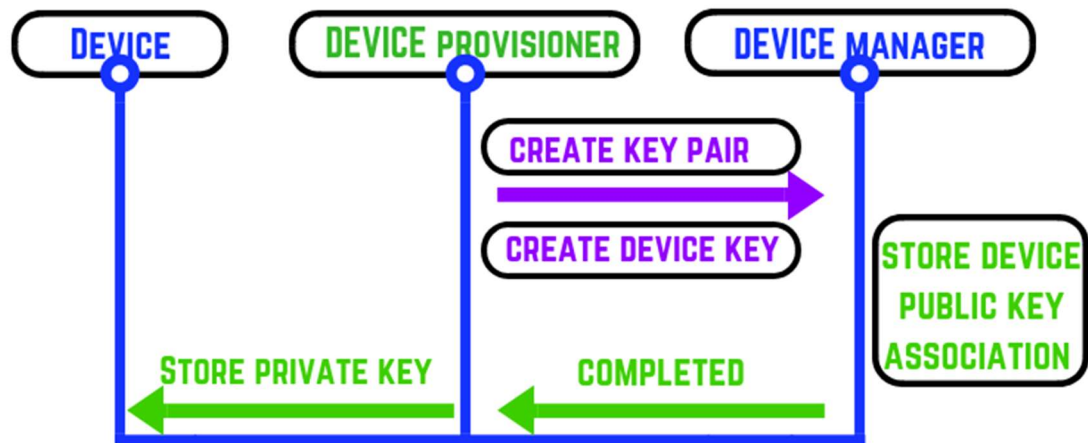 DEVICE
DEVICE PROVISIONER
DEVICE MANAGER
CREATE KEY PAIR
CREATE DEVICE KEY
STORE DEVICE
PUBLIC KEY
ASSOCIATION
STORE PRIVATE KEY
COMPLETED